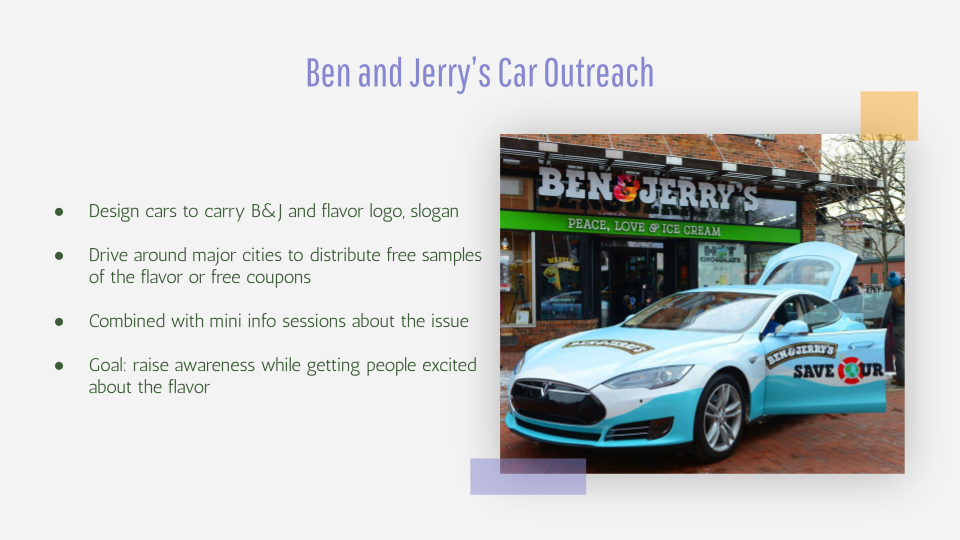 Ben and Jerry's Car Outreach
● Design cars to carry B&J and flavor logo, slogan
● Drive around major cities to distribute free samples
of the flavor or free coupons
● Combined with mini info sessions about the issue
● Goal: raise awareness while getting people excited
about the flavor
BEN&JERRY'S
PEACE, LOVE & ICE CREAM
HOT
CHOCOLATE
BEN&JERRY'S
BEN&JERRY'S
SAVE OUR